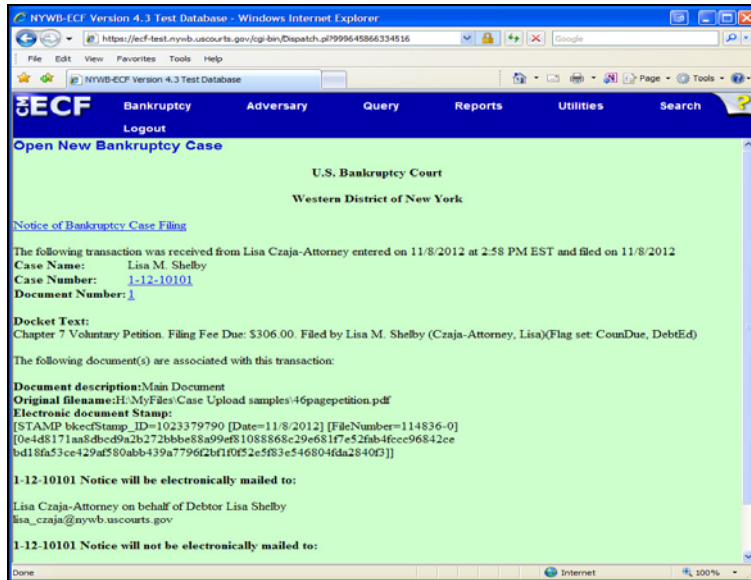 NYWB-ECF Version 4.3 Test Database - Windows Internet Explorer
https://ecf-test.nywb.uscourts.gov/cgi-bin/Dispatch.pl?999645866334516
Google
File Edit View Favorites Tools Help
NYWB-ECF Version 4.3 Test Database
Page Tools
CM ECF Bankruptcy Adversary Query Reports Utilities Search ?
Logout
Open New Bankruptcy Case
U.S. Bankruptcy Court
Western District of New York
Notice of Bankruptcy Case Filing
The following transaction was received from Lisa Czaja-Attorney entered on 11/8/2012 at 2:58 PM EST and filed on 11/8/2012
Case Name: Lisa M. Shelby
Case Number: 1-12-10101
Document Number: 1
Docket Text:
Chapter 7 Voluntary Petition. Filing Fee Due: $306.00. Filed by Lisa M. Shelby (Czaja-Attorney, Lisa)(Flag set: CounDue, DebtEd)
The following document(s) are associated with this transaction:
Document description:Main Document
Original filename:H:\MyFiles\Case Upload samples\46pagepetition.pdf
Electronic document Stamp:
[STAMP bkecfStamp_ID=1023379790 [Date=11/8/2012] [FileNumber=114836-0]
[0e4d8171aa8dbcd9a2b272bbbe88a99ef81088868c29e681f7e52fab4fccc96842ce
bd18fa53ce429af580abb439a7796f2bf1f0f52e5f83e546804fda2840f3]]
1-12-10101 Notice will be electronically mailed to:
Lisa Czaja-Attorney on behalf of Debtor Lisa Shelby
lisa_czaja@nywb.uscourts.gov
1-12-10101 Notice will not be electronically mailed to:
Done Internet 100%